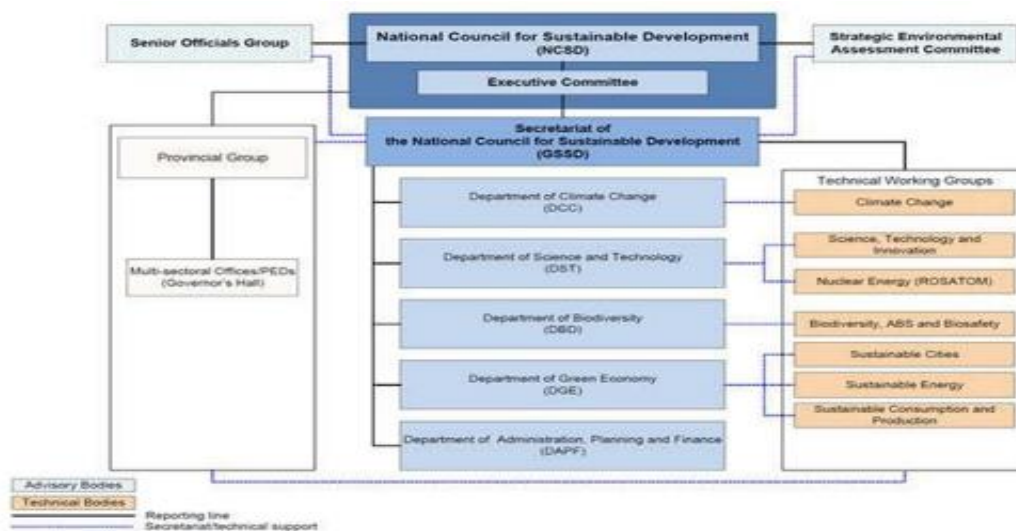 Senior Officials Group
National Council for Sustainable Development
(NCSD)
Strategic Environmental
Assessment Committee
Executive Committee
Secretariat of
the National Council for Sustainable Development
(GSSD)
Provincial Group
Multi-sectoral Offices/PEDs
(Governor's Hall)
Department of Climate Change
(DCC)
Department of Science and Technology
(DST)
Department of Biodiversity
(DBD)
Department of Green Economy
(DGE)
Department of Administration, Planning and Finance
(DAPF)
Technical Working Groups
Climate Change
Science, Technology and
Innovation
Nuclear Energy (ROSATOM)
Biodiversity, ABS and Biosafety
Sustainable Cities
Sustainable Energy
Sustainable Consumption and
Production
Advisory Bodies
Technical Bodies
Reporting line
Secretariat/technical support